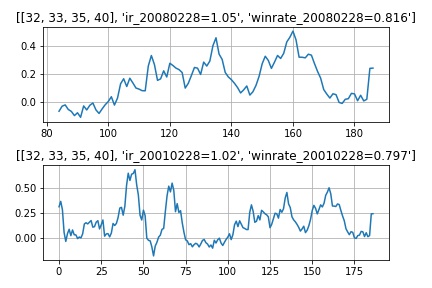 [[32, 33, 35, 40], 'ir_20080228=1.05', 'winrate_20080228=0.816']
0.4
0.2
0.0
80 100 120 140 160 180
[[32, 33, 35, 40], 'ir_20010228=1.02', 'winrate_20010228=0.797']
0.50
0.25
0.00
0 25 50 75 100 125 150 175